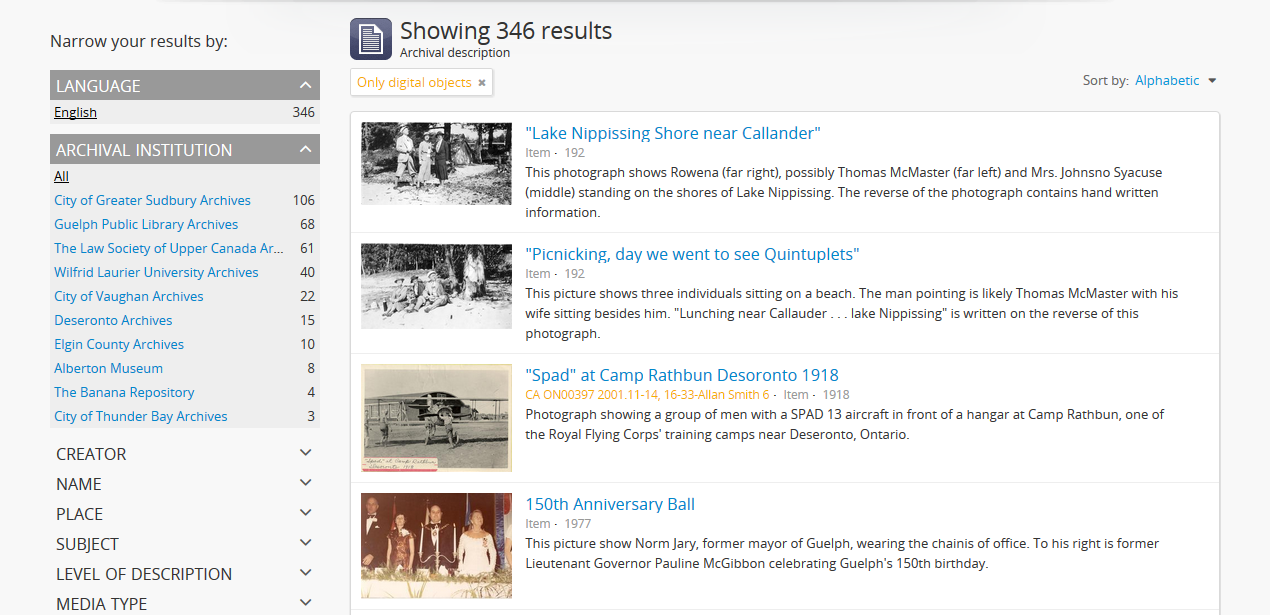 Narrow your results by:
LANGUAGE
English 346
ARCHIVAL INSTITUTION
All
City of Greater Sudbury Archives 106
Guelph Public Library Archives 68
The Law Society of Upper Canada Ar... 61
Wilfrid Laurier University Archives 40
City of Vaughan Archives 22
Deseronto Archives 15
Elgin County Archives 10
Alberton Museum 8
The Banana Repository 4
City of Thunder Bay Archives 3
CREATOR
NAME
PLACE
SUBJECT
LEVEL OF DESCRIPTION
MEDIA TYPE
Showing 346 results
Archival description
Only digital objects ×
Sort by: Alphabetic
"Lake Nippissing Shore near Callander"
Item · 192
This photograph shows Rowena (far right), possibly Thomas McMaster (far left) and Mrs. Johnsno Syacuse
(middle) standing on the shores of Lake Nippissing. The reverse of the photograph contains hand written
information.
"Picnicking, day we went to see Quintuplets"
Item · 192
This picture shows three individuals sitting on a beach. The man pointing is likely Thomas McMaster with his
wife sitting besides him. "Lunching near Callauder . . . lake Nippissing" is written on the reverse of this
photograph.
"Spad" at Camp Rathbun Desoronto 1918
CA ON00397 2001.11-14, 16-33-Allan Smith 6 · Item · 1918
Photograph showing a group of men with a SPAD 13 aircraft in front of a hangar at Camp Rathbun, one of
the Royal Flying Corps' training camps near Deseronto, Ontario.
"Spad" at Camp Rathbun
Desoronto 1918
150th Anniversary Ball
Item · 1977
This picture show Norm Jary, former mayor of Guelph, wearing the chainis of office. To his right is former
Lieutenant Governor Pauline McGibbon celebrating Guelph's 150th birthday.